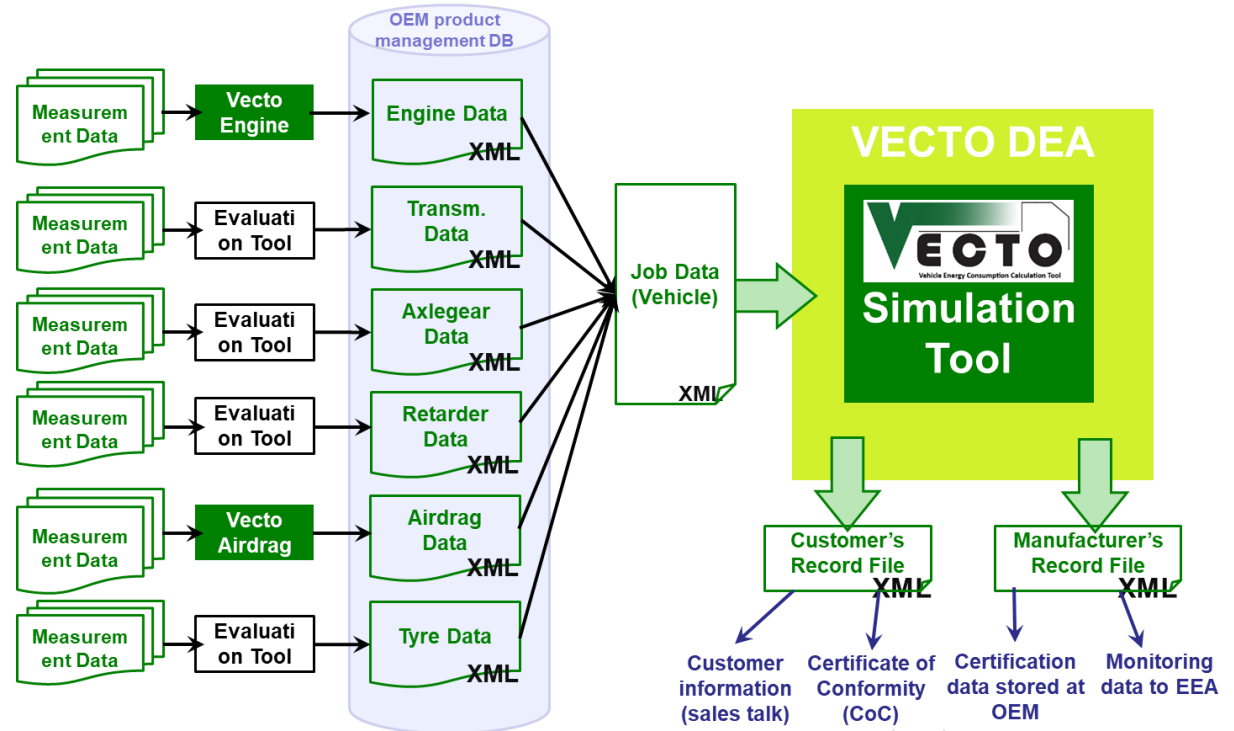 OEM product
management DB
Measurem
ent Data
Vecto
Engine
Engine Data
XML
Measurem
ent Data
Evaluati
on Tool
Transm.
Data
XML
Measurem
ent Data
Evaluati
on Tool
Axlegear
Data
XML
Measurem
ent Data
Evaluati
on Tool
Retarder
Data
XML
Measurem
ent Data
Vecto
Airdrag
Airdrag
Data
XML
Measurem
ent Data
Evaluati
on Tool
Tyre Data
XML
Job Data
(Vehicle)
XML
VECTO DEA
VECTO
Vehicle Energy Consumption Calculation Tool
Simulation
Tool
Customer's
Record File
XML
Manufacturer's
Record File
XML
Customer
information
(sales talk)
Certificate of
Conformity
(CoC)
Certification
data stored at
OEM
Monitoring
data to EEA